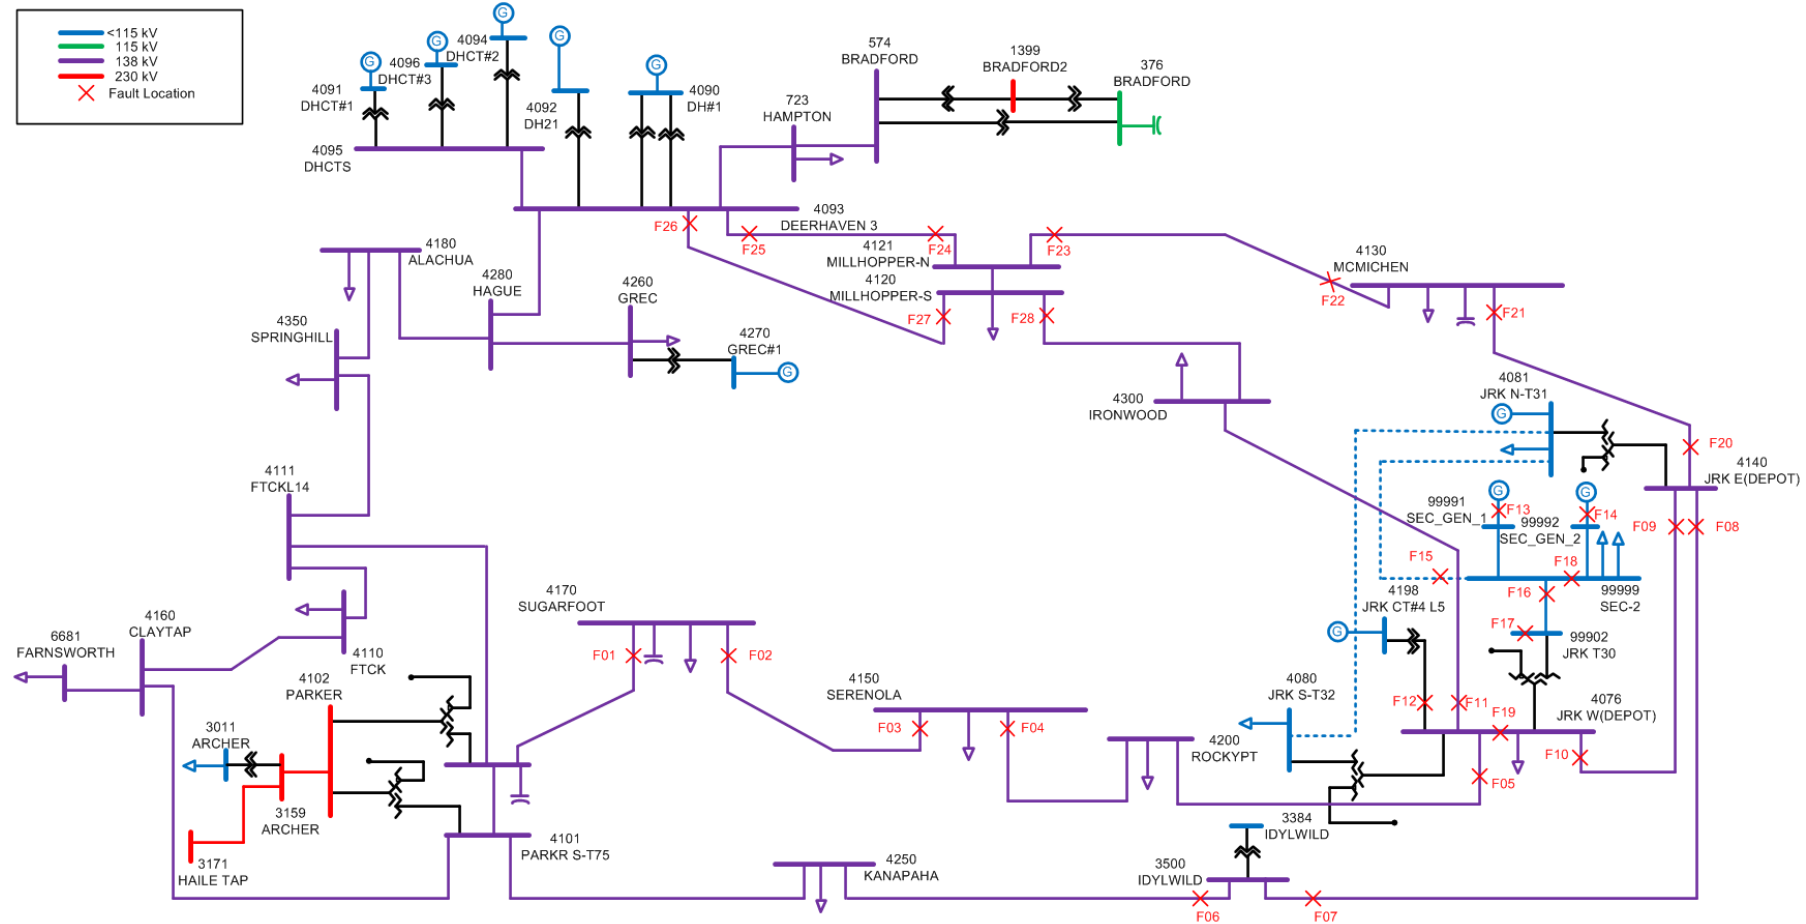 <115 kV
115 kV
138 kV
230 kV
Fault Location
G
4094
DHCT#2
G
4096
DHCT#3
G
4091
DHCT#1
G
4092
DH21
G
4090
DH#1
4095
DHCTS
574
BRADFORD
1399
BRADFORD2
376
BRADFORD
723
HAMPTON
4093
DEERHAVEN 3
F26
F25
F24
F23
4121
MILLHOPPER-N
4120
MILLHOPPER-S
F27
F28
4130
MCMICHEN
F22
F21
4180
ALACHUA
4280
HAGUE
4260
GREC
4270
GREC#1
G
4350
SPRINGHILL
4300
IRONWOOD
4081
JRK N-T31
G
F20
4140
JRK E(DEPOT)
4111
FTCKL14
99991
SEC_GEN_1
G
F13
99992
SEC_GEN_2
G
F14
F09
F08
F15
F18
F16
99999
SEC-2
4170
SUGARFOOT
4198
JRK CT#4 L5
G
F17
99902
JRK T30
4160
CLAYTAP
6681
FARNSWORTH
4110
FTCK
F01
F02
4102
PARKER
4150
SERENOLA
F03
F04
4080
JRK S-T32
F12
F11
F19
4076
JRK W(DEPOT)
3011
ARCHER
4200
ROCKYPT
F10
F05
3159
ARCHER
3171
HAILE TAP
4101
PARKR S-T75
4250
KANAPAHA
3384
IDYLWILD
3500
IDYLWILD
F06
F07